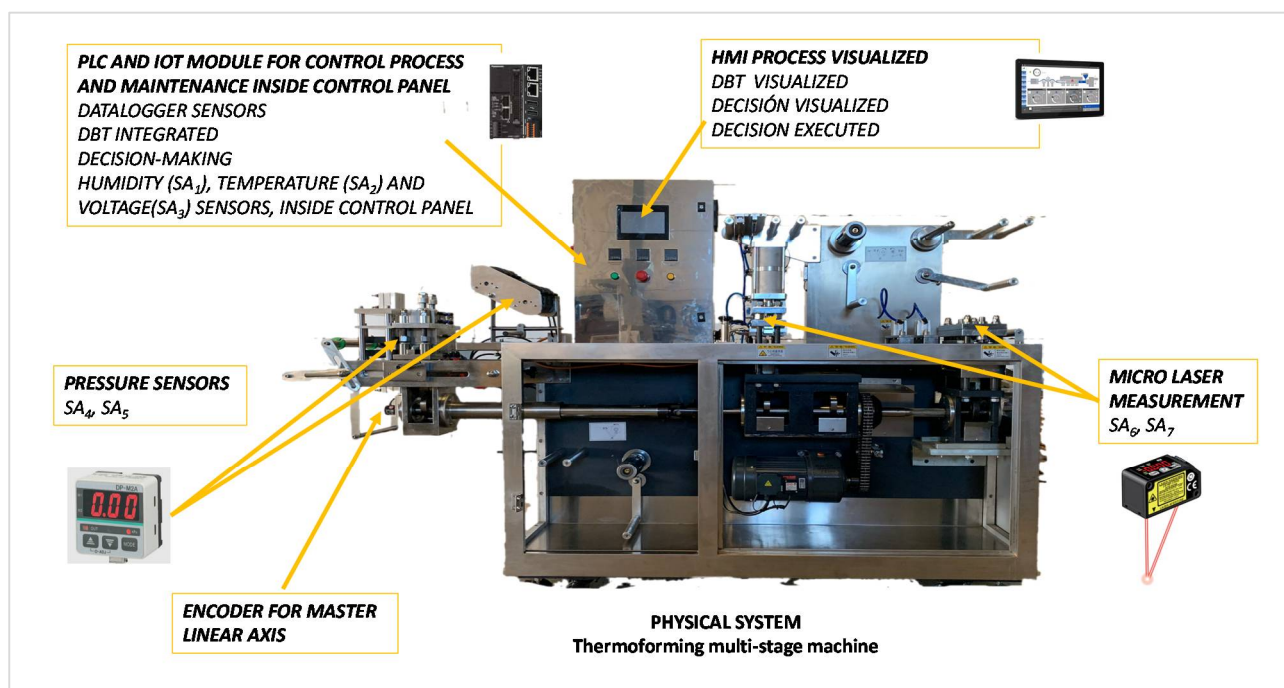 PLC AND IOT MODULE FOR CONTROL PROCESS
AND MAINTENANCE INSIDE CONTROL PANEL
DATALOGGER SENSORS
DBT INTEGRATED
DECISION-MAKING
HUMIDITY (SA₁), TEMPERATURE (SA₂) AND
VOLTAGE(SA₃) SENSORS, INSIDE CONTROL PANEL
HMI PROCESS VISUALIZED
DBT VISUALIZED
DECISIÓN VISUALIZED
DECISION EXECUTED
PRESSURE SENSORS
SA₄, SA₅
MICRO LASER
MEASUREMENT
SA₆, SA₇
0.00
MODE
ENCODER FOR MASTER
LINEAR AXIS
PHYSICAL SYSTEM
Thermoforming multi-stage machine